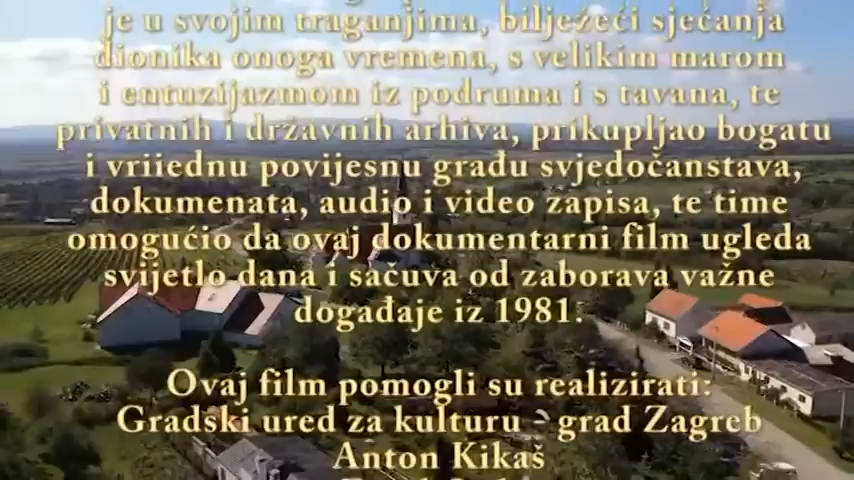 je u svojim traganjima, bilježeći sjećanja
dionika onoga vremena, s velikim marom
i entuzijazmom iz podruma i s tavana, te
privatnih i državnih arhiva, prikupljao bogatu
i vrijednu povijesnu građu svjedočanstava,
dokumenata, audio i video zapisa, te time
omogućio da ovaj dokumentarni film ugleda
svijetlo dana i sačuva od zaborava važne
događaje iz 1981.
Ovaj film pomogli su realizirati:
Gradski ured za kulturu - grad Zagreb
Anton Kikaš